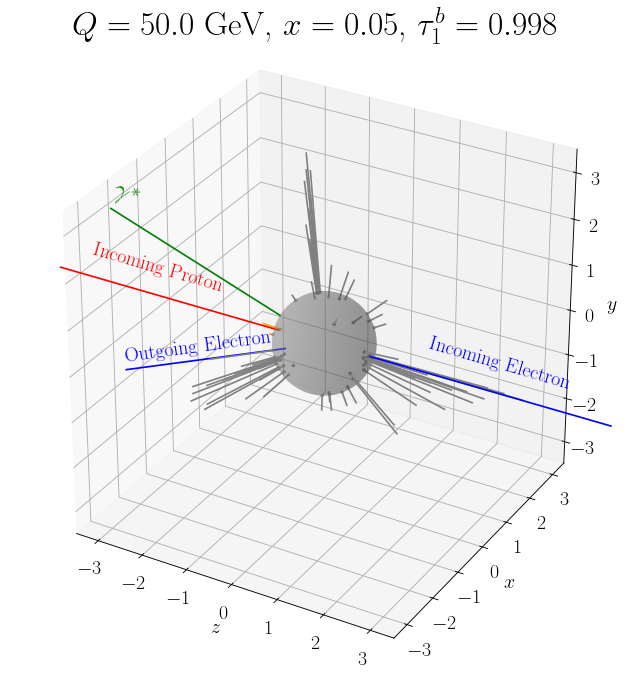 Q = 50.0 GeV, x = 0.05, τ₁ᵇ = 0.998
γ*
Incoming Proton
Outgoing Electron
Incoming Electron
3
2
1
0
−1
−2
−3
y
3
2
1
0
−1
−2
−3
x
−3
−2
−1
0
1
2
3
z